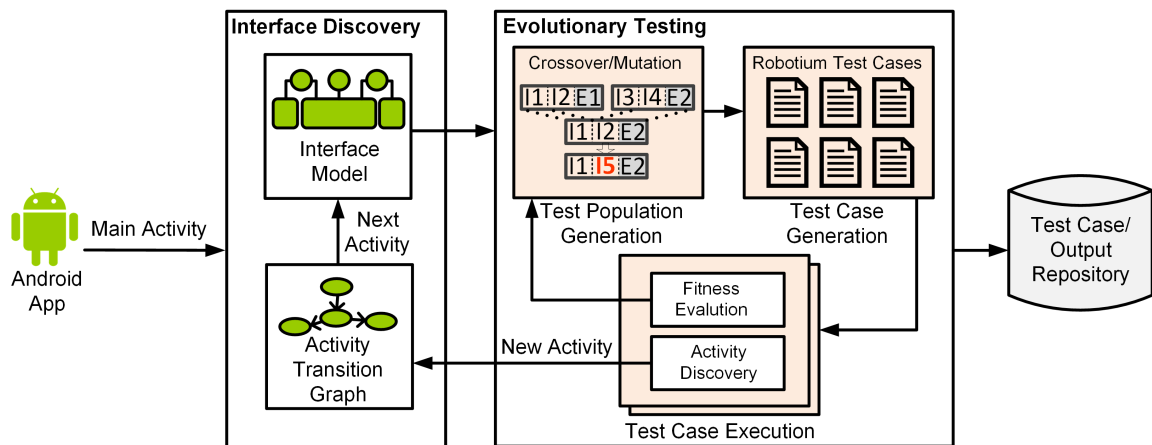 Interface Discovery
Evolutionary Testing
Crossover/Mutation
I1 I2 E1 I3 I4 E2
I1 I2 E2
I1 I5 E2
Robotium Test Cases
Interface
Model
Main Activity
Android
App
Next
Activity
Test Population
Generation
Test Case
Generation
Test Case/
Output
Repository
Fitness
Evalution
New Activity
Activity
Discovery
Activity
Transition
Graph
Test Case Execution